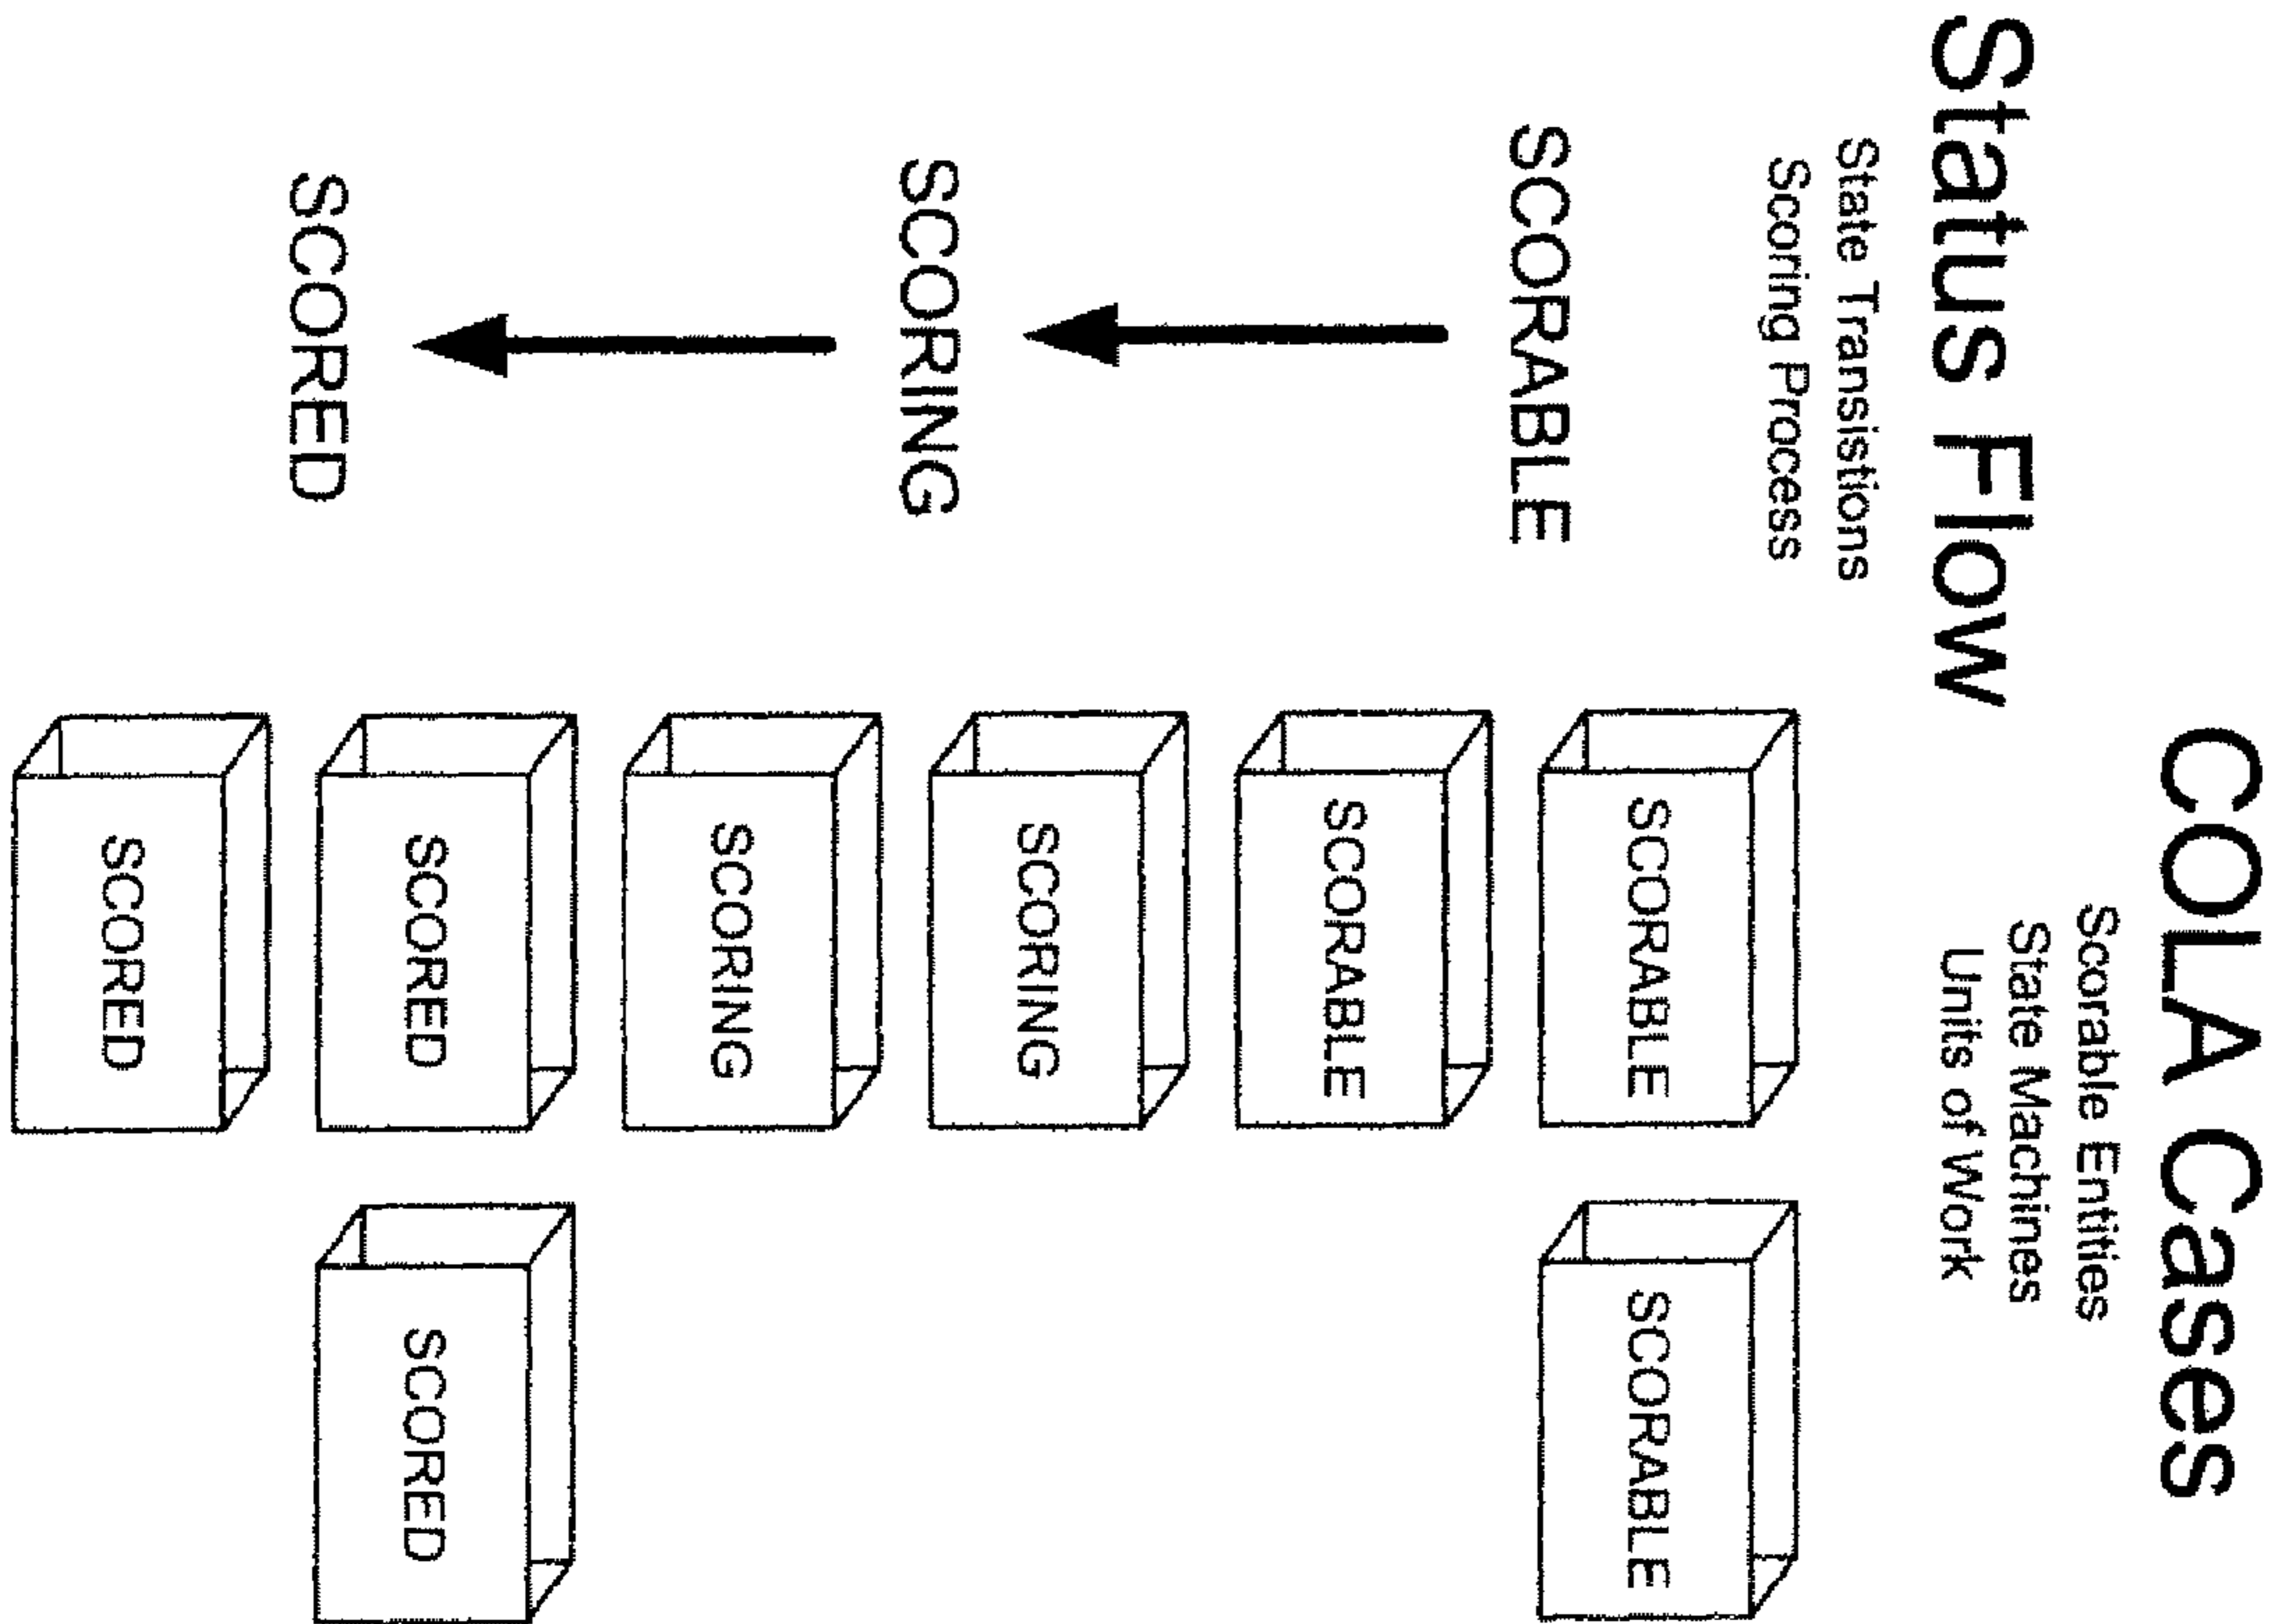 Status Flow
State Transistions
Scoring Process
SCORABLE
SCORING
SCORED
COLA Cases
Scorable Entities
State Machines
Units of Work
SCORABLE
SCORABLE
SCORABLE
SCORING
SCORING
SCORED
SCORED
SCORED